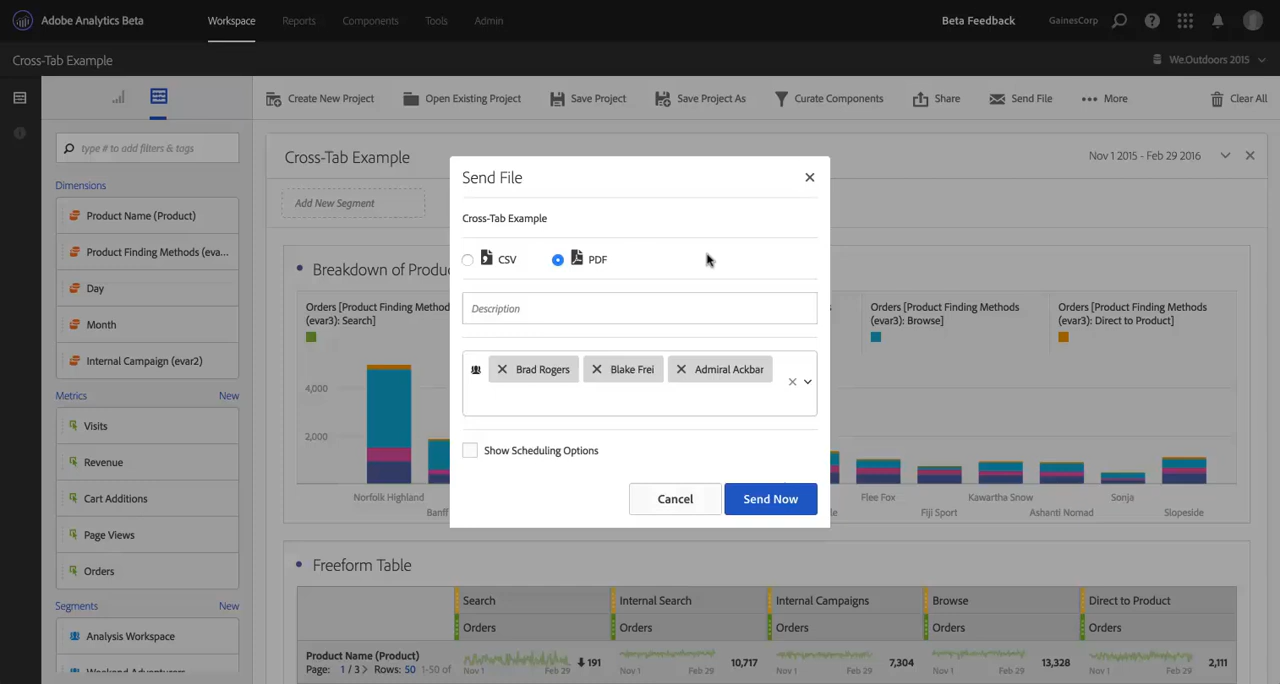 Adobe Analytics Beta
Workspace
Reports
Components
Tools
Admin
Beta Feedback
GainesCorp
Cross-Tab Example
We.Outdoors 2015
Create New Project
Open Existing Project
Save Project
Save Project As
Curate Components
Share
Send File
More
Clear All
type # to add filters & tags
Dimensions
Product Name (Product)
Product Finding Methods (eva...
Day
Month
Internal Campaign (evar2)
Metrics
New
Visits
Revenue
Cart Additions
Page Views
Orders
Segments
New
Analysis Workspace
Weekend Adventurers
Cross-Tab Example
Nov 1 2015 - Feb 29 2016
Add New Segment
Breakdown of Produ
Orders [Product Finding Methods
(evar3): Search]
Orders [Product Finding Methods
(evar3): Browse]
Orders [Product Finding Methods
(evar3): Direct to Product]
4,000
2,000
Norfolk Highland
Banff
Flee Fox
Fiji Sport
Kawartha Snow
Ashanti Nomad
Sonja
Slopeside
Send File
Cross-Tab Example
CSV
PDF
Description
Brad Rogers
Blake Frei
Admiral Ackbar
Show Scheduling Options
Cancel
Send Now
Freeform Table
Search
Internal Search
Internal Campaigns
Browse
Direct to Product
Orders
Orders
Orders
Orders
Orders
Product Name (Product)
Page: 1 / 3 > Rows: 50 1-50 of
Nov 1
Feb 29
191
Nov 1
Feb 29
10,717
Nov 1
Feb 29
7,304
Nov 1
Feb 29
13,328
Nov 1
Feb 29
2,111